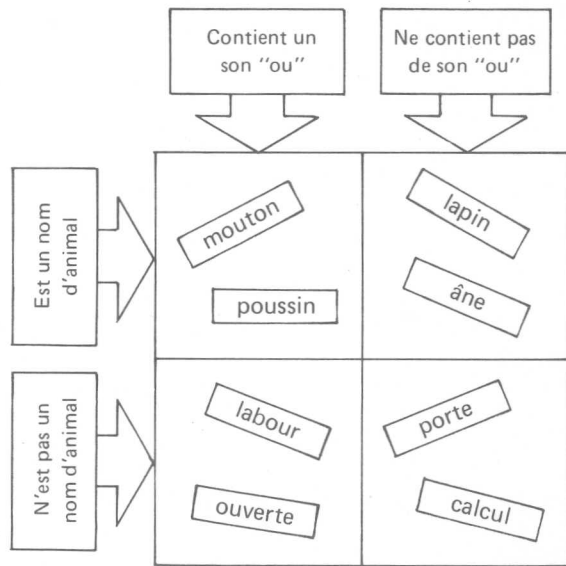 Contient un
son "ou"
Ne contient pas
de son "ou"
Est un nom
d'animal
mouton
poussin
lapin
âne
N'est pas un
nom d'animal
labour
ouverte
porte
calcul